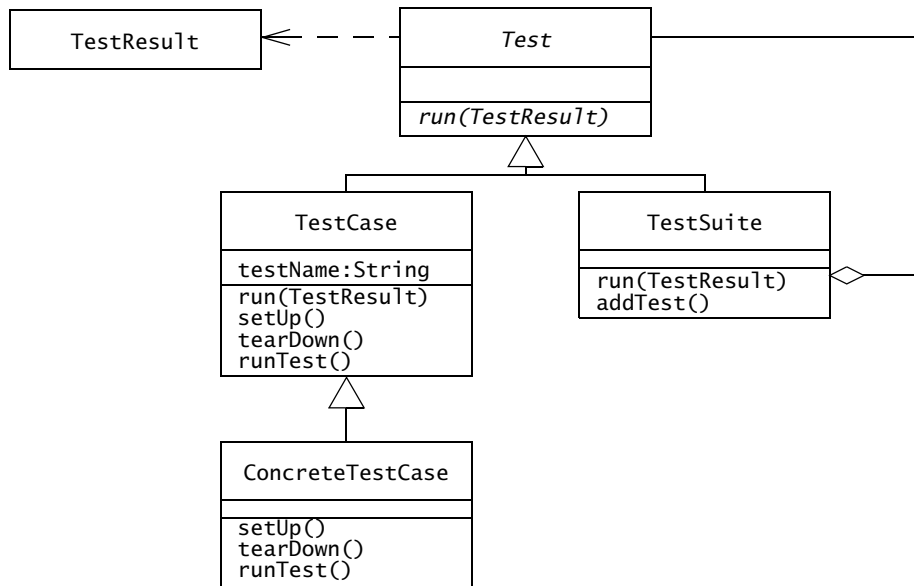 TestResult
Test
run(TestResult)
TestCase
testName:String
run(TestResult)
setUp()
tearDown()
runTest()
TestSuite
run(TestResult)
addTest()
ConcreteTestCase
setUp()
tearDown()
runTest()